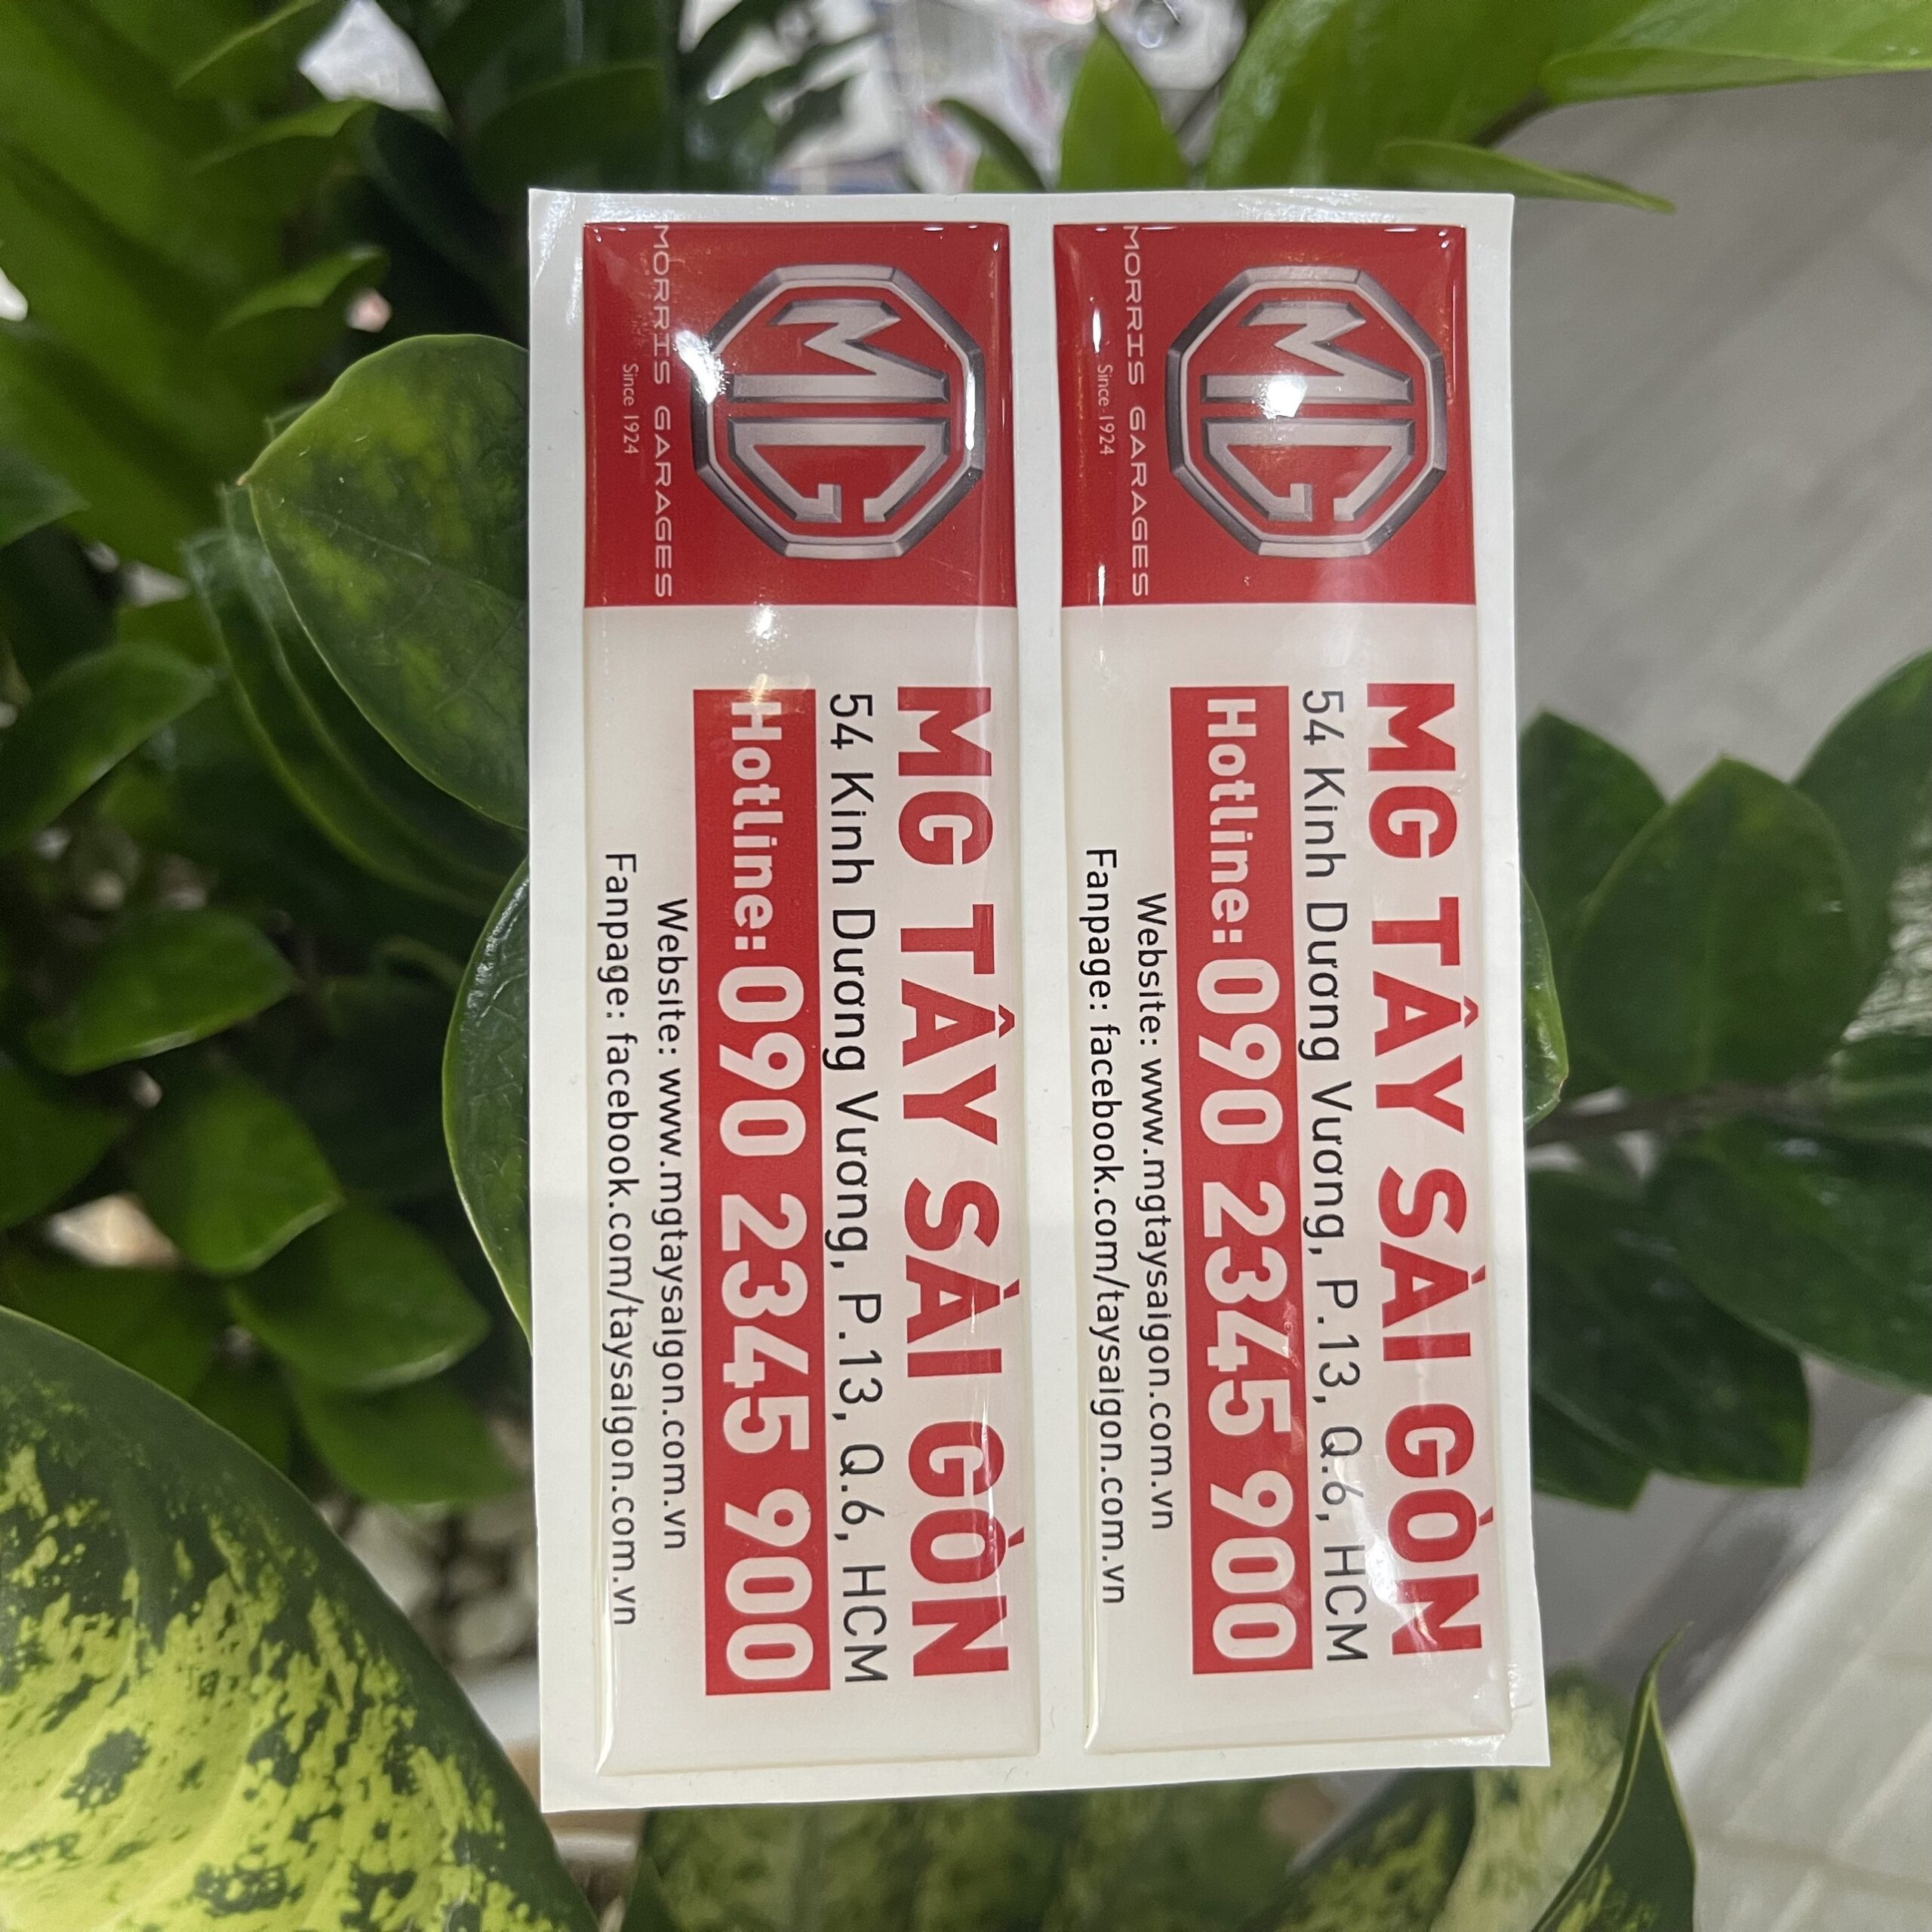 MG
MORRIS GARAGES
Since 1924
MG TÂY SÀI GÒN
54 Kinh Dương Vương, P.13, Q.6, HCM
Hotline: 090 2345 900
Website: www.mgtaysaigon.com.vn
Fanpage: facebook.com/taysaigon.com.vn
MG
MORRIS GARAGES
Since 1924
MG TÂY SÀI GÒN
54 Kinh Dương Vương, P.13, Q.6, HCM
Hotline: 090 2345 900
Website: www.mgtaysaigon.com.vn
Fanpage: facebook.com/taysaigon.com.vn